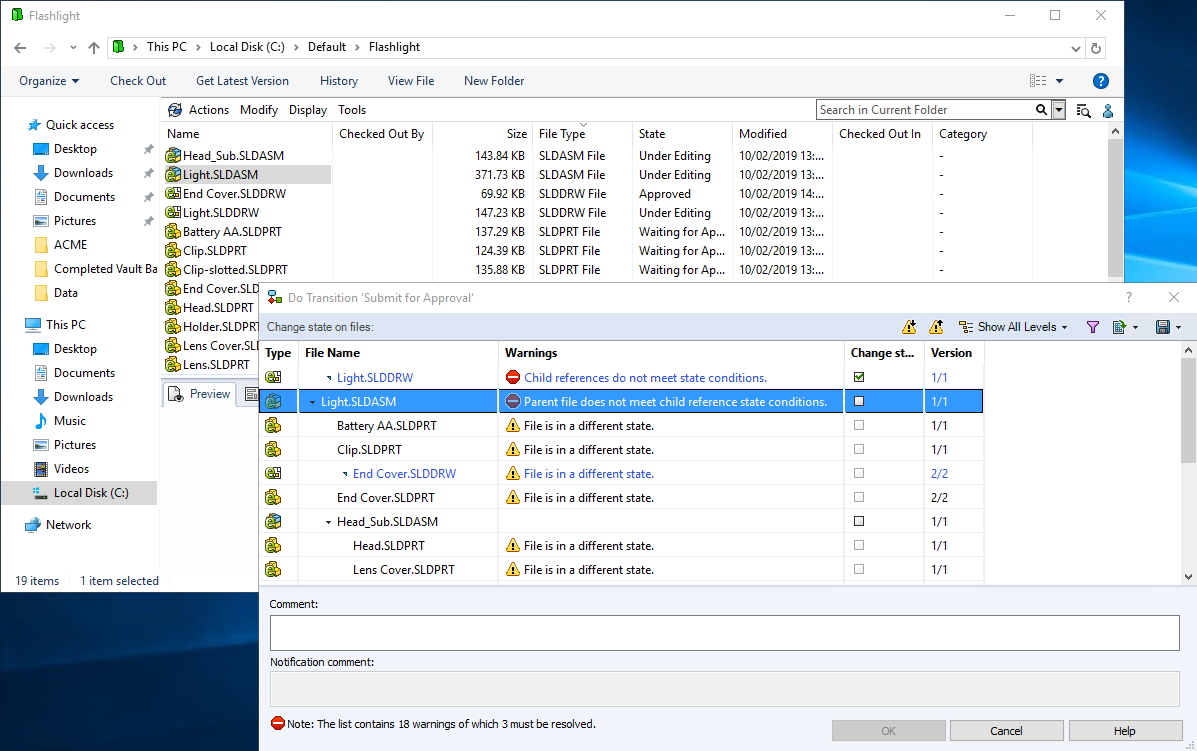 Flashlight
This PC > Local Disk (C:) > Default > Flashlight
Organize Check Out Get Latest Version History View File New Folder
Actions Modify Display Tools Search in Current Folder
Name Checked Out By Size File Type State Modified Checked Out In Category
Head_Sub.SLDASM 143.84 KB SLDASM File Under Editing 10/02/2019 13:... -
Light.SLDASM 371.73 KB SLDASM File Under Editing 10/02/2019 13:... -
End Cover.SLDDRW 69.92 KB SLDDRW File Approved 10/02/2019 14:... -
Light.SLDDRW 147.23 KB SLDDRW File Under Editing 10/02/2019 13:... -
Battery AA.SLDPRT 137.29 KB SLDPRT File Waiting for Ap... 10/02/2019 13:... -
Clip.SLDPRT 124.39 KB SLDPRT File Waiting for Ap... 10/02/2019 13:... -
Clip-slotted.SLDPRT 135.88 KB SLDPRT File Waiting for Ap... 10/02/2019 13:... -
End Cover.SLD
Head.SLDPRT
Holder.SLDPRT
Lens Cover.SLD
Lens.SLDPRT
Preview
Quick access
Desktop
Downloads
Documents
Pictures
ACME
Completed Vault Ba
Data
This PC
Desktop
Documents
Downloads
Music
Pictures
Videos
Local Disk (C:)
Network
19 items 1 item selected
Do Transition 'Submit for Approval' ?
Change state on files: Show All Levels
Type File Name Warnings Change st... Version
Light.SLDDRW Child references do not meet state conditions. 1/1
Light.SLDASM Parent file does not meet child reference state conditions. 1/1
Battery AA.SLDPRT File is in a different state. 1/1
Clip.SLDPRT File is in a different state. 1/1
End Cover.SLDDRW File is in a different state. 2/2
End Cover.SLDPRT File is in a different state. 2/2
Head_Sub.SLDASM 1/1
Head.SLDPRT File is in a different state. 1/1
Lens Cover.SLDPRT File is in a different state. 1/1
Comment:
Notification comment:
Note: The list contains 18 warnings of which 3 must be resolved.
OK Cancel Help